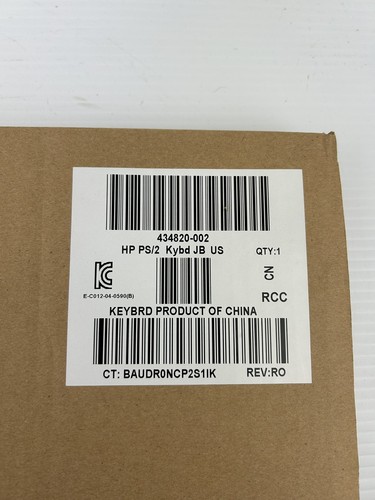 434820-002
HP PS/2 Kybd JB US
QTY:1
CN
E-C012-04-0590(B)
RCC
KEYBRD PRODUCT OF CHINA
CT: BAUDR0NCP2S1IK
REV:RO